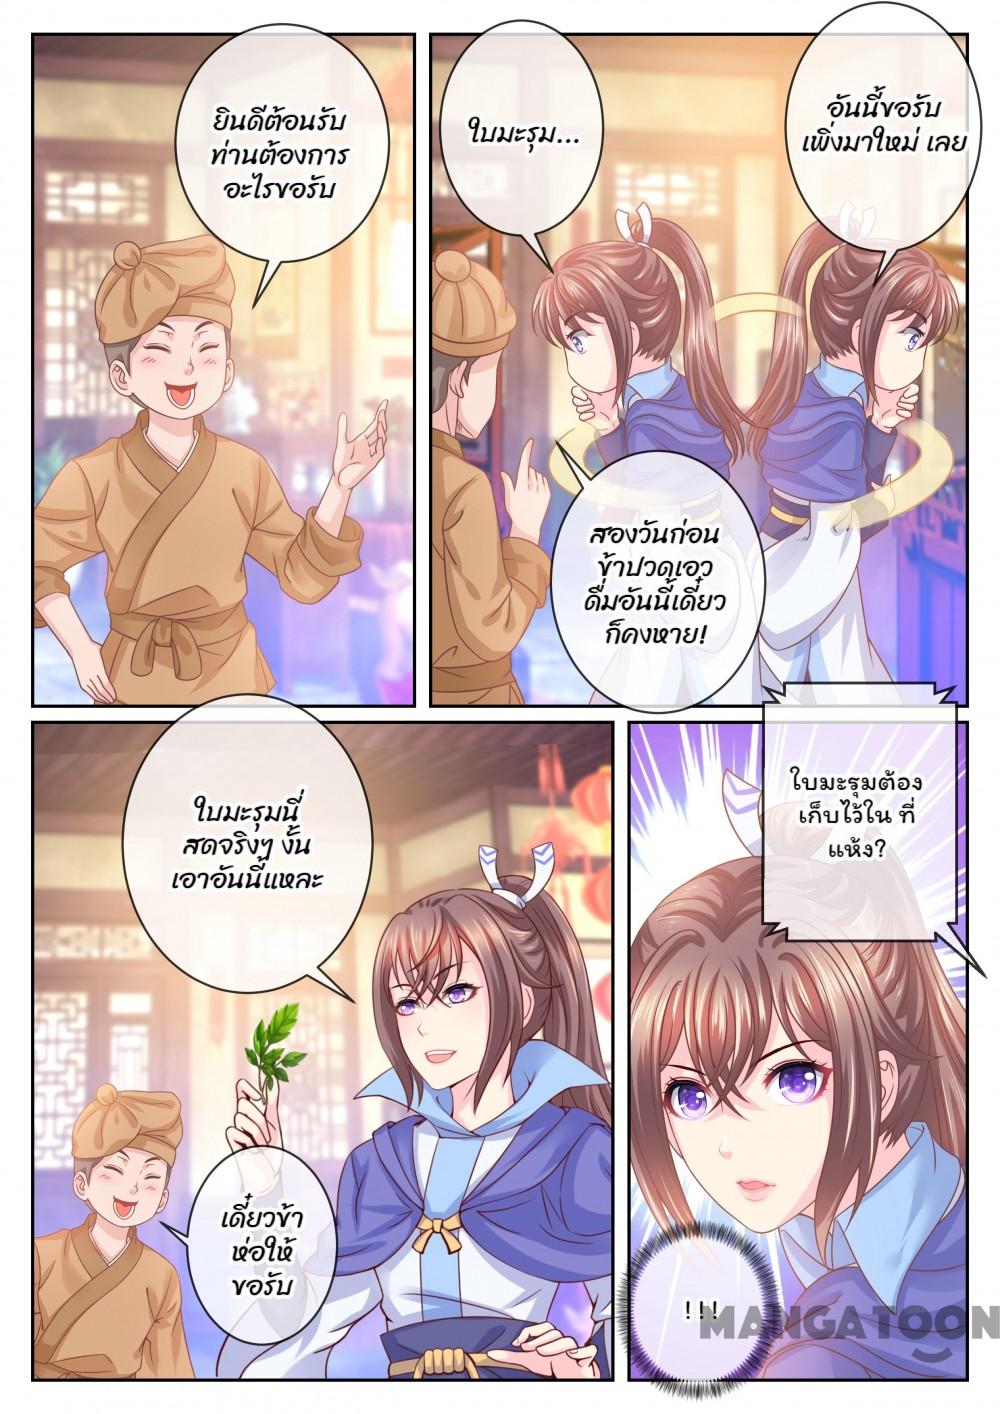 ยินดีต้อนรับ
ท่านต้องการ
อะไรขอรับ
ใบมะรุม...
อันนี้ขอรับ
เพิ่งมาใหม่ เลย
สองวันก่อน
ข้าปวดเอว
ดื่มอันนี้เดี๋ยว
ก็คงหาย!
ใบมะรุมนี่
สดจริงๆ งั้น
เอาอันนี้แหละ
เดี๋ยวข้า
ห่อให้
ขอรับ
ใบมะรุมต้อง
เก็บไว้ใน ที่
แห้ง?
!!!
MANGATOON